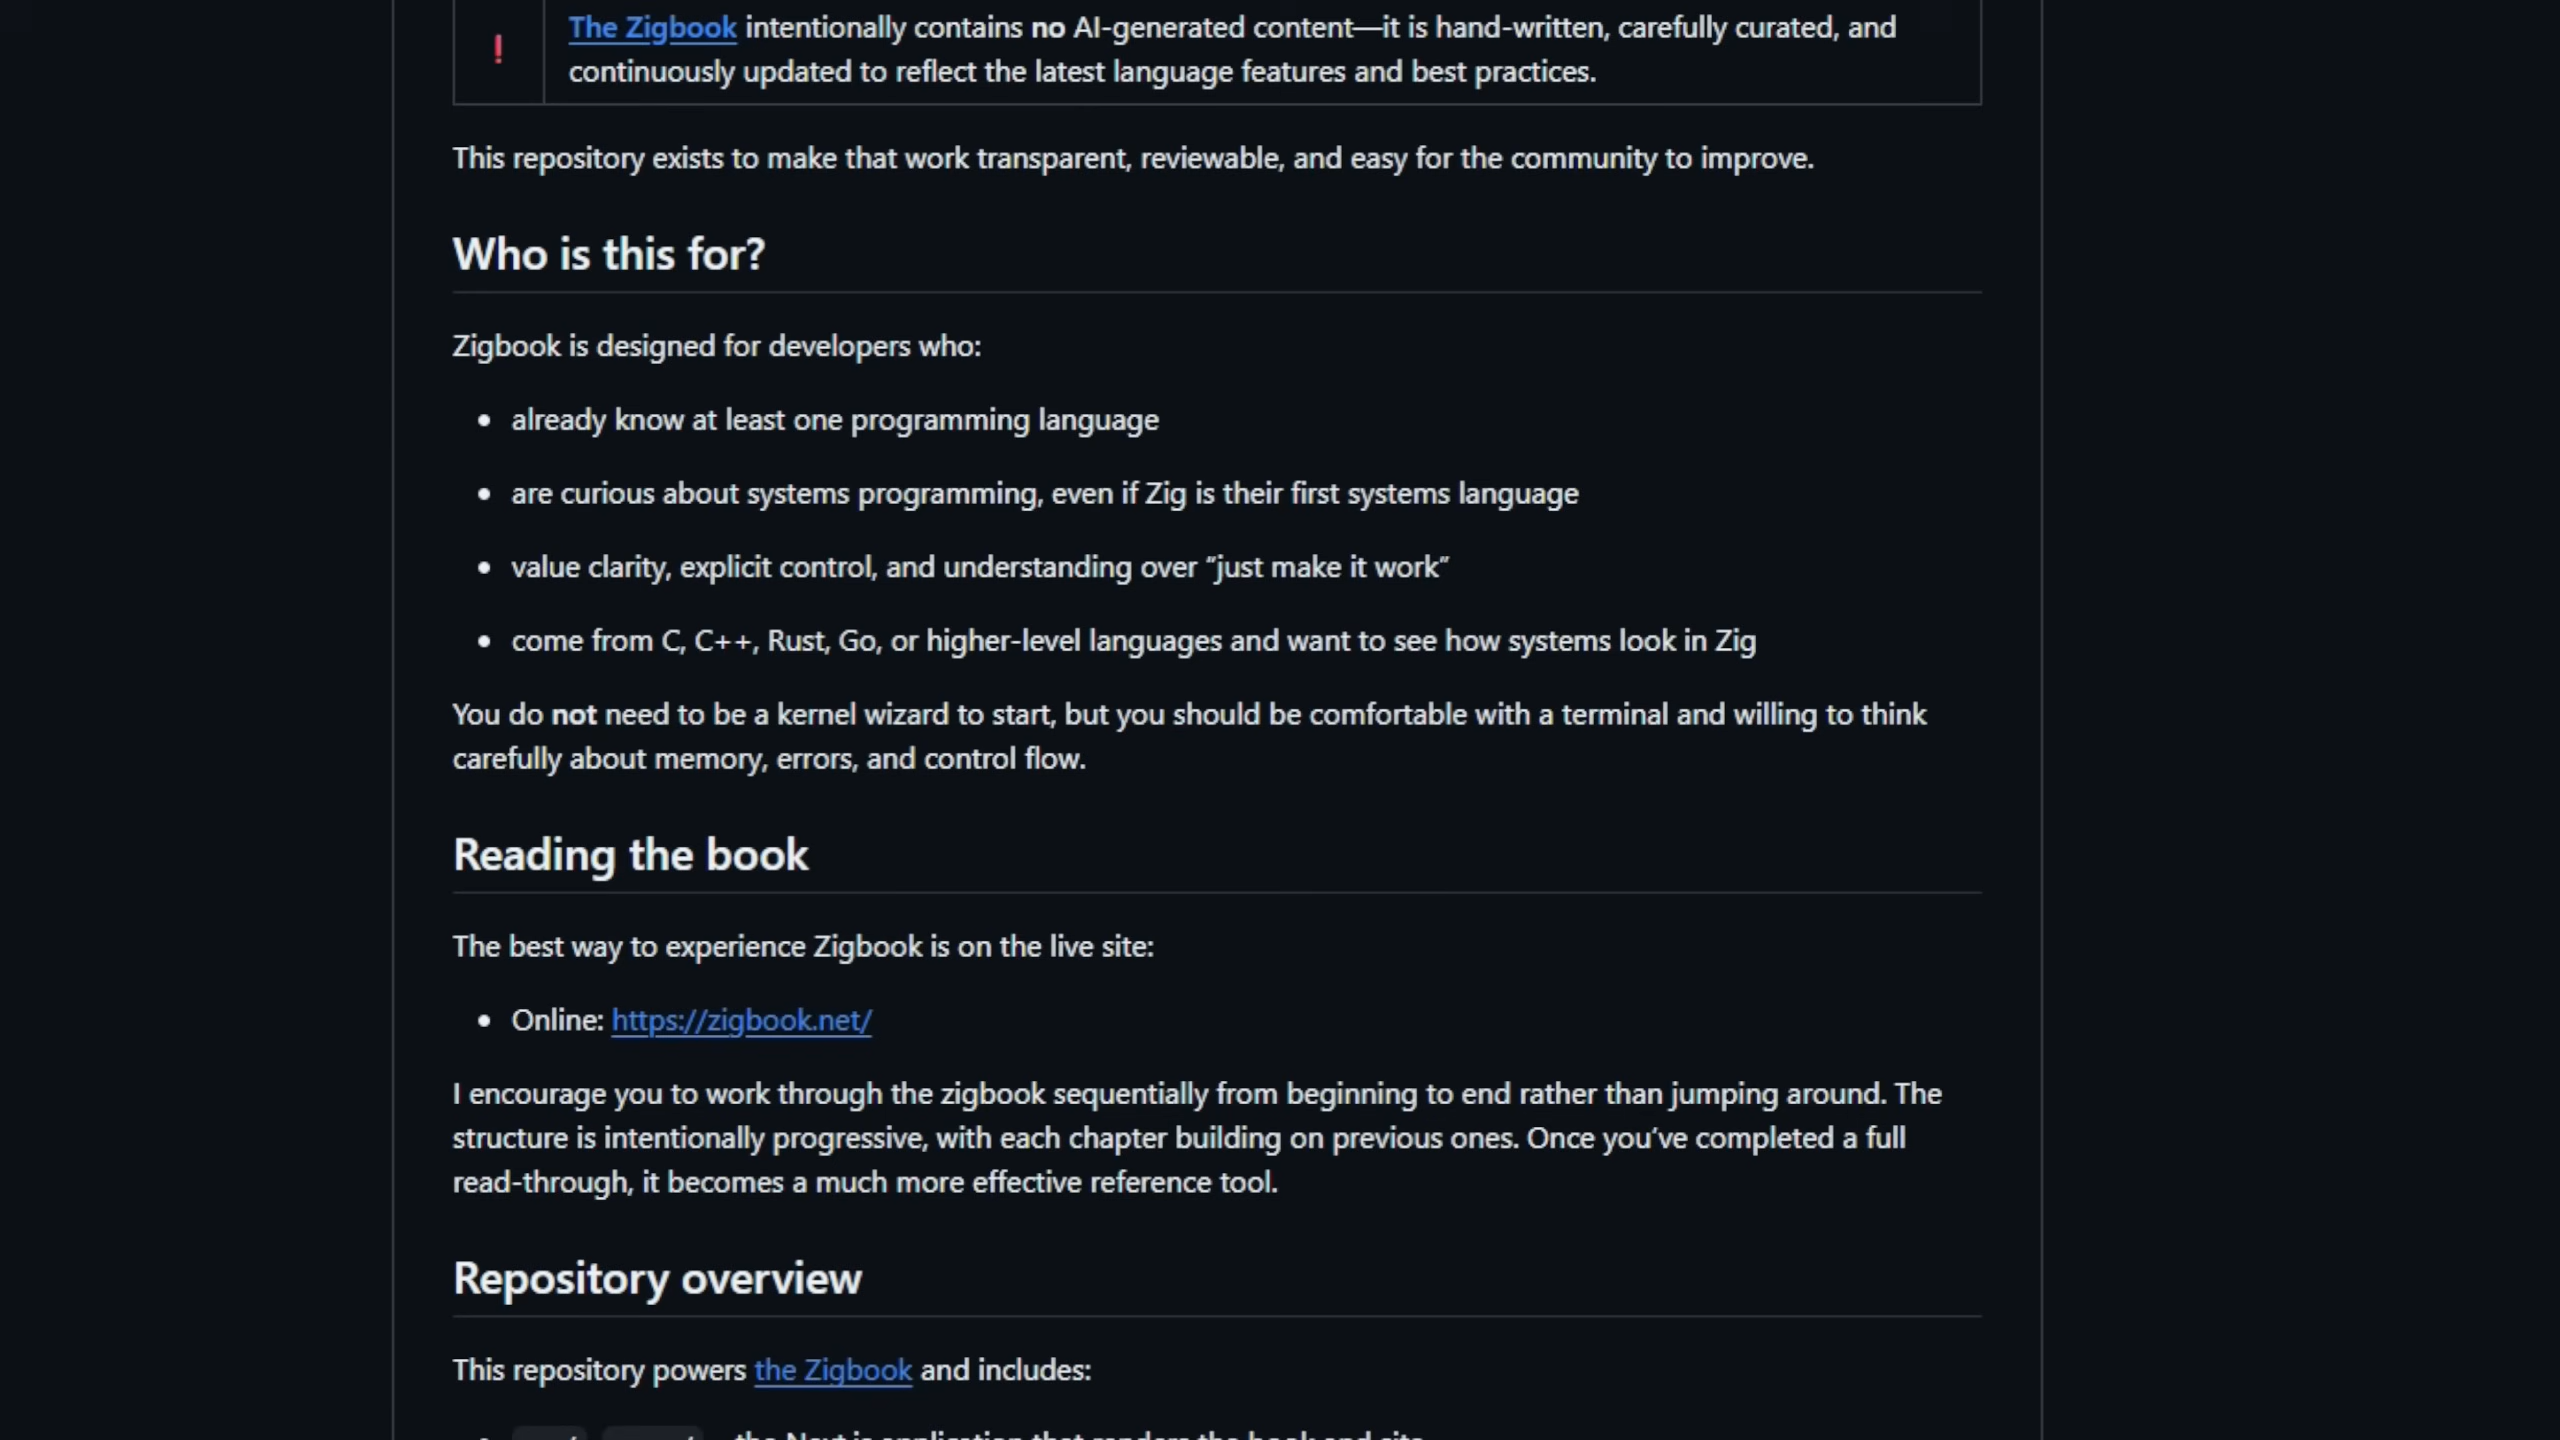 ❗
The Zigbook intentionally contains no AI-generated content—it is hand-written, carefully curated, and
continuously updated to reflect the latest language features and best practices.
This repository exists to make that work transparent, reviewable, and easy for the community to improve.
Who is this for?
Zigbook is designed for developers who:
• already know at least one programming language
• are curious about systems programming, even if Zig is their first systems language
• value clarity, explicit control, and understanding over “just make it work”
• come from C, C++, Rust, Go, or higher-level languages and want to see how systems look in Zig
You do not need to be a kernel wizard to start, but you should be comfortable with a terminal and willing to think
carefully about memory, errors, and control flow.
Reading the book
The best way to experience Zigbook is on the live site:
• Online: https://zigbook.net/
I encourage you to work through the zigbook sequentially from beginning to end rather than jumping around. The
structure is intentionally progressive, with each chapter building on previous ones. Once you’ve completed a full
read-through, it becomes a much more effective reference tool.
Repository overview
This repository powers the Zigbook and includes:
the Next.js application that renders the book and site